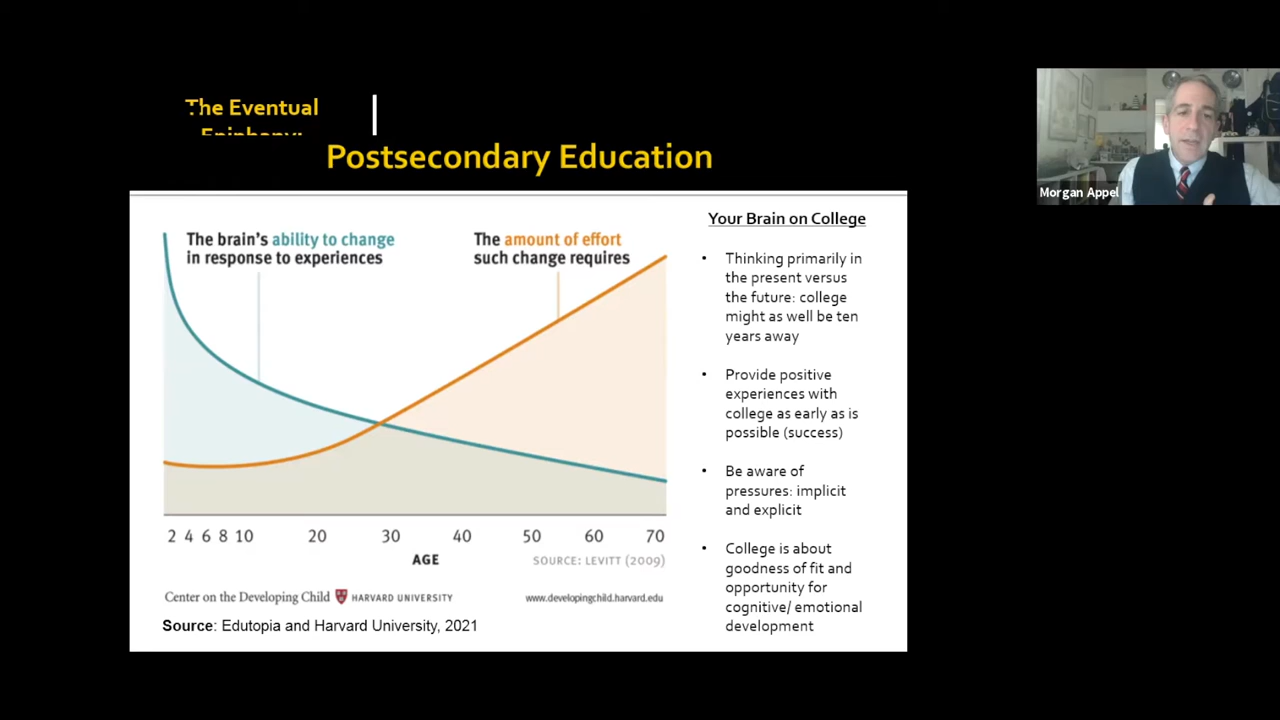 The Eventual
Epiphany:
Postsecondary Education
Morgan Appel
The brain's ability to change
in response to experiences
The amount of effort
such change requires
2 4 6 8 10 20 30 40 50 60 70
AGE
SOURCE: LEVITT (2009)
Center on the Developing Child HARVARD UNIVERSITY
www.developingchild.harvard.edu
Source: Edutopia and Harvard University, 2021
Your Brain on College
• Thinking primarily in
the present versus
the future: college
might as well be ten
years away
• Provide positive
experiences with
college as early as is
possible (success)
• Be aware of
pressures: implicit
and explicit
• College is about
goodness of fit and
opportunity for
cognitive/ emotional
development